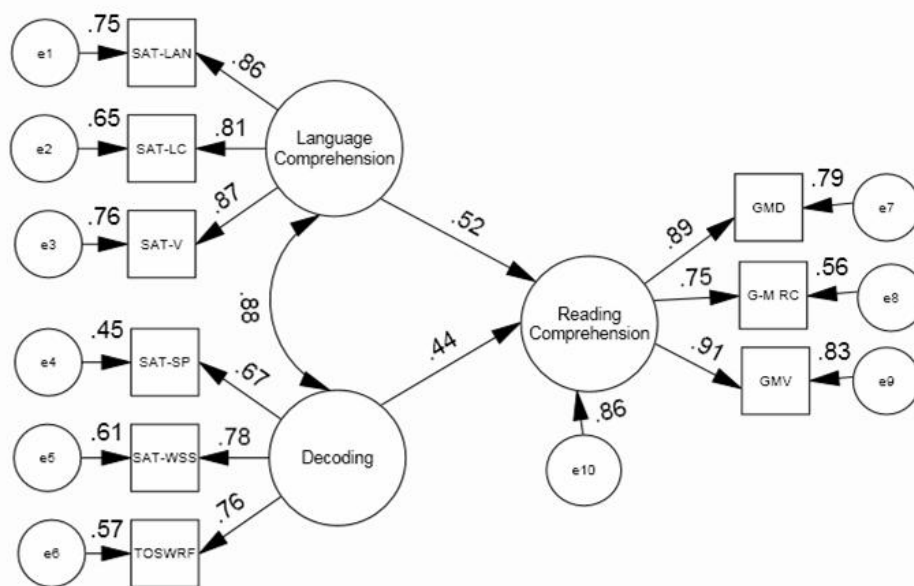 .75
e1
SAT-LAN
.86
.65
e2
SAT-LC
.81
Language
Comprehension
.76
e3
SAT-V
.87
.52
.88
.45
e4
SAT-SP
.67
.44
.61
e5
SAT-WSS
.78
Decoding
.57
e6
TOSWRF
.76
Reading
Comprehension
.86
e10
.89
GMD
.79
e7
.75
G-M RC
.56
e8
.91
GMV
.83
e9